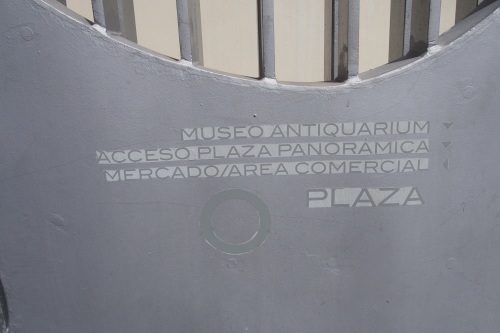 MUSEO ANTIQUARIUM
ACCESO PLAZA PANORAMICA
MERCADO/AREA COMERCIAL
PLAZA